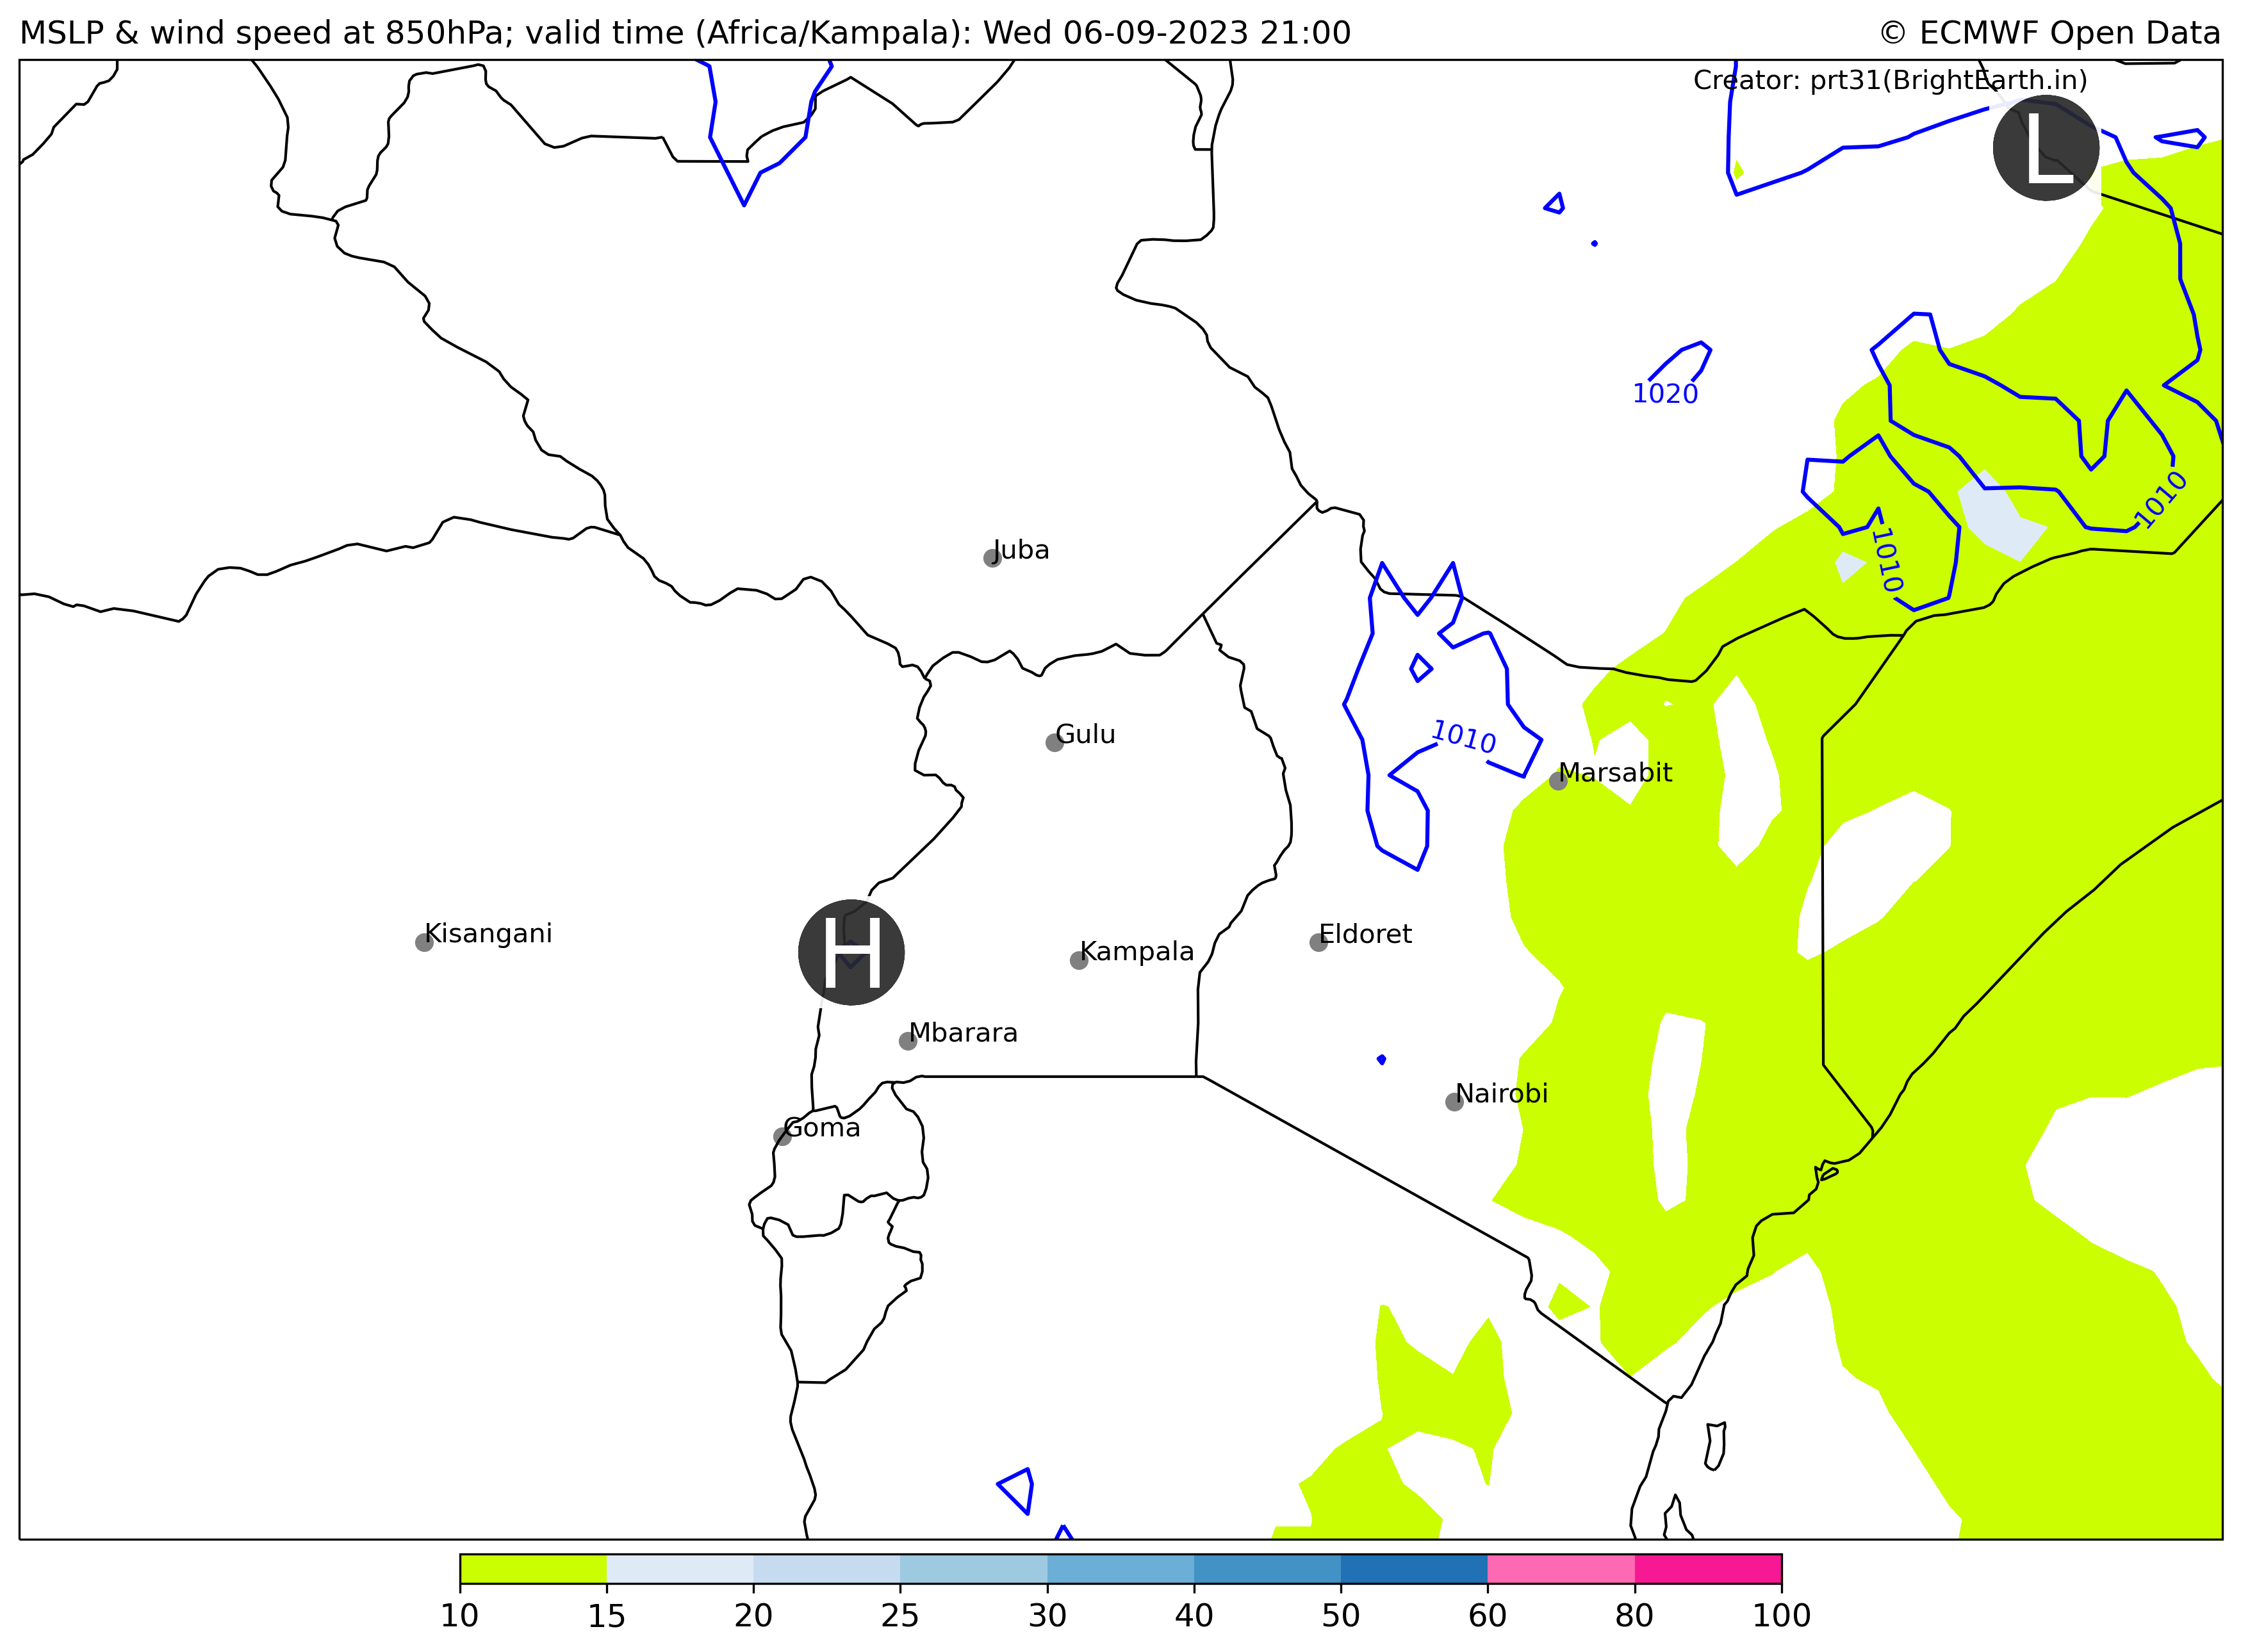 MSLP & wind speed at 850hPa; valid time (Africa/Kampala): Wed 06-09-2023 21:00
© ECMWF Open Data
Creator: prt31(BrightEarth.in)
L
1020
1010
1010
Juba
Gulu
1010
Marsabit
Kisangani
H
Kampala
Eldoret
Mbarara
Nairobi
Goma
10 15 20 25 30 40 50 60 80 100